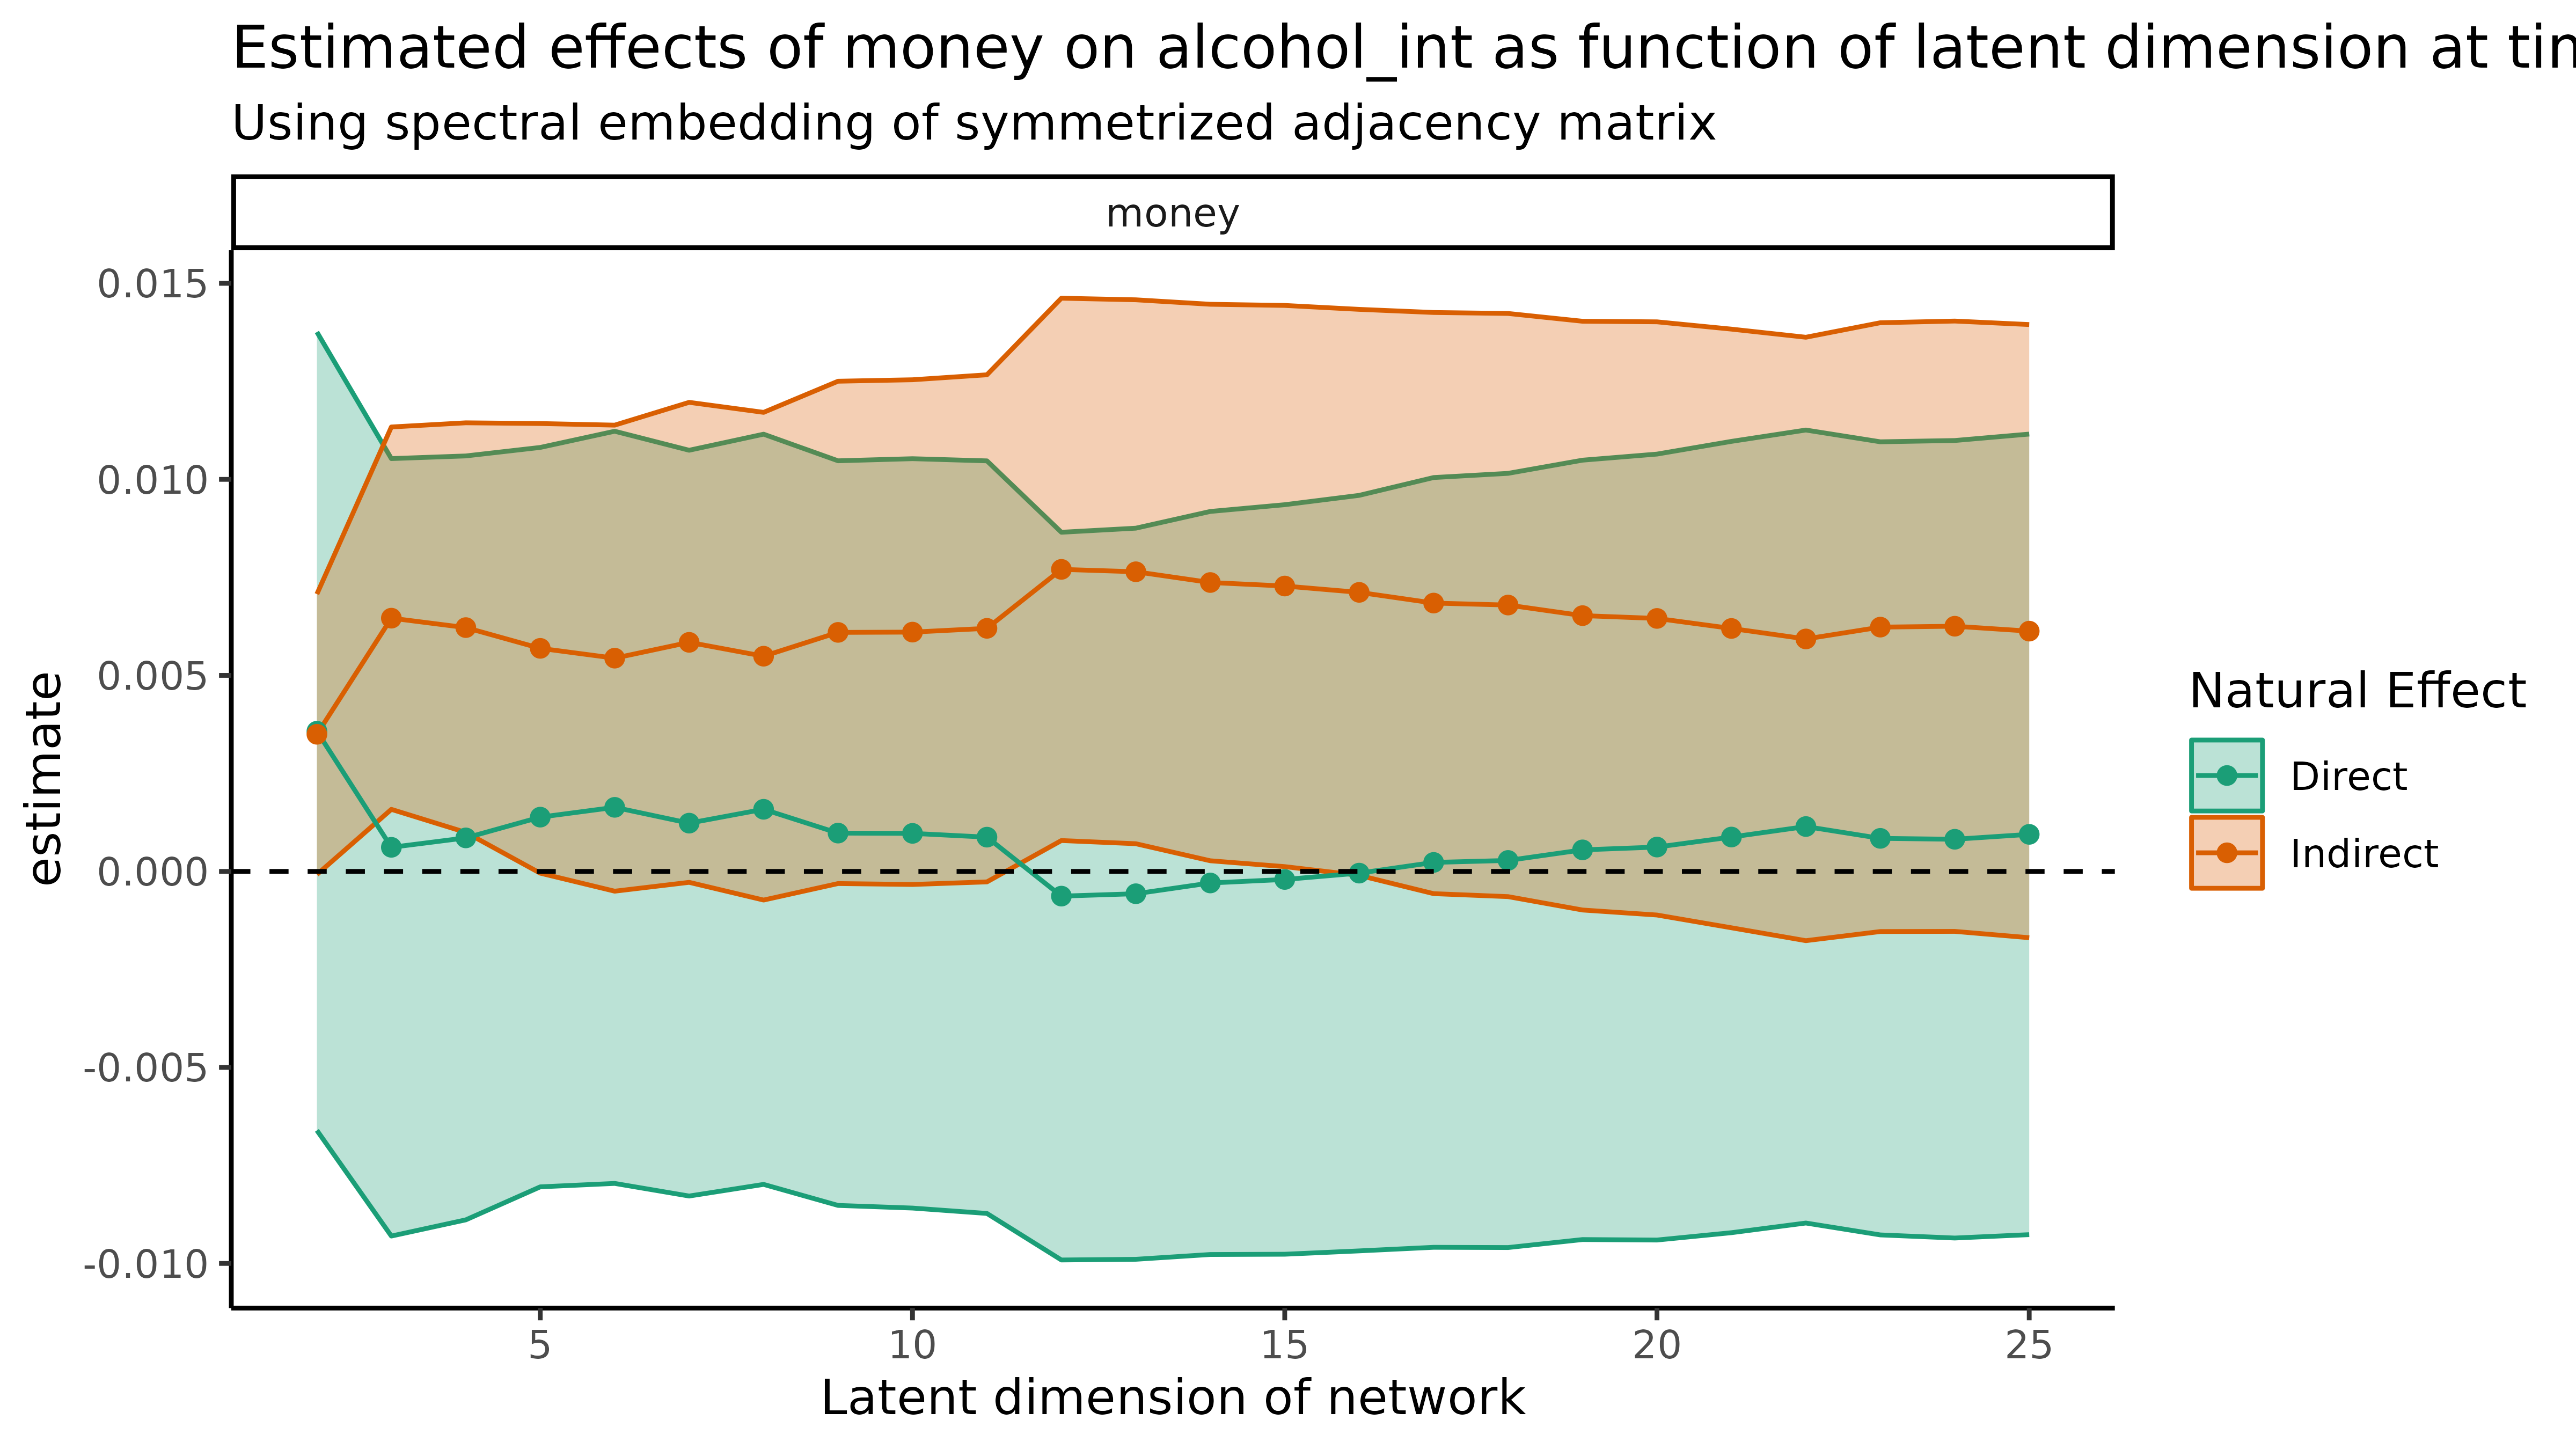 Estimated effects of money on alcohol_int as function of latent dimension at
Using spectral embedding of symmetrized adjacency matrix
money
0.015
0.010
0.005
0.000
-0.005
-0.010
estimate
5 10 15 20 25
Latent dimension of network
Natural Effect
Direct
Indirect